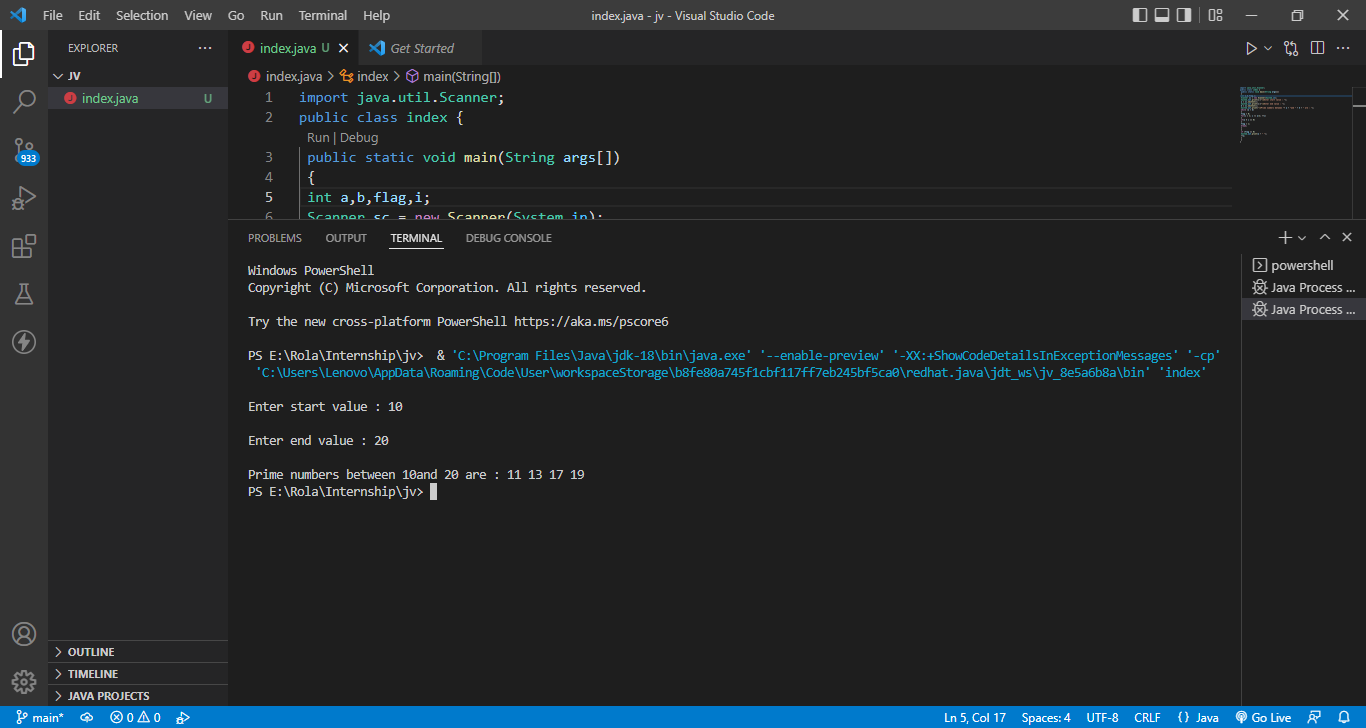 File Edit Selection View Go Run Terminal Help
index.java - jv - Visual Studio Code
EXPLORER
JV
index.java U
933
OUTLINE
TIMELINE
JAVA PROJECTS
index.java U
Get Started
index.java > index > main(String[])
1 import java.util.Scanner;
2 public class index {
Run | Debug
3 public static void main(String args[])
4 {
5 int a,b,flag,i;
6 Scanner sc = new Scanner(System.in);
PROBLEMS OUTPUT TERMINAL DEBUG CONSOLE
Windows PowerShell
Copyright (C) Microsoft Corporation. All rights reserved.
Try the new cross-platform PowerShell https://aka.ms/pscore6
PS E:\Rola\Internship\jv> & 'C:\Program Files\Java\jdk-18\bin\java.exe' '--enable-preview' '-XX:+ShowCodeDetailsInExceptionMessages' '-cp'
'C:\Users\Lenovo\AppData\Roaming\Code\User\workspaceStorage\b8fe80a745f1cbf117ff7eb245bf5ca0\redhat.java\jdt_ws\jv_8e5a6b8a\bin' 'index'
Enter start value : 10
Enter end value : 20
Prime numbers between 10and 20 are : 11 13 17 19
PS E:\Rola\Internship\jv>
powershell
Java Process ...
Java Process ...
main* 0 0
Ln 5, Col 17 Spaces: 4 UTF-8 CRLF {} Java Go Live